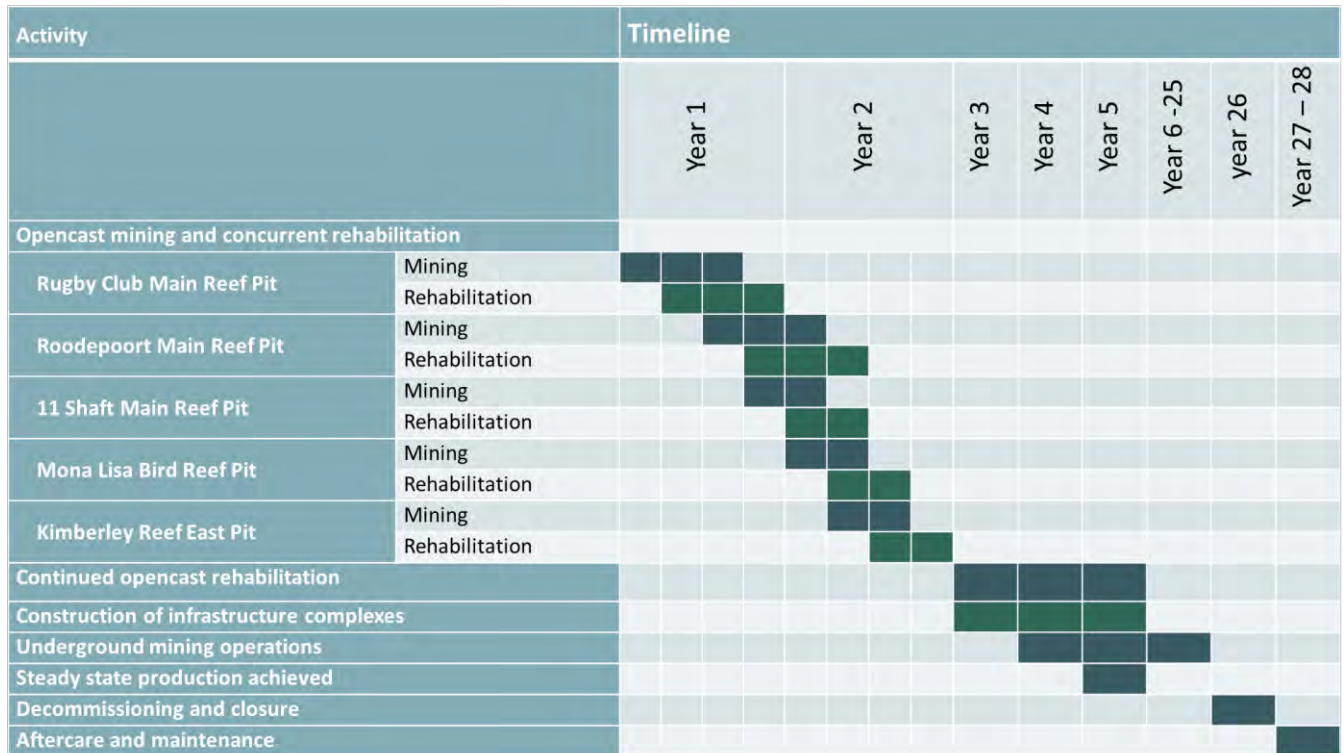 Activity
Timeline
Year 1
Year 2
Year 3
Year 4
Year 5
Year 6 -25
year 26
Year 27 – 28
Opencast mining and concurrent rehabilitation
Rugby Club Main Reef Pit
Mining
Rehabilitation
Roodepoort Main Reef Pit
Mining
Rehabilitation
11 Shaft Main Reef Pit
Mining
Rehabilitation
Mona Lisa Bird Reef Pit
Mining
Rehabilitation
Kimberley Reef East Pit
Mining
Rehabilitation
Continued opencast rehabilitation
Construction of infrastructure complexes
Underground mining operations
Steady state production achieved
Decommissioning and closure
Aftercare and maintenance